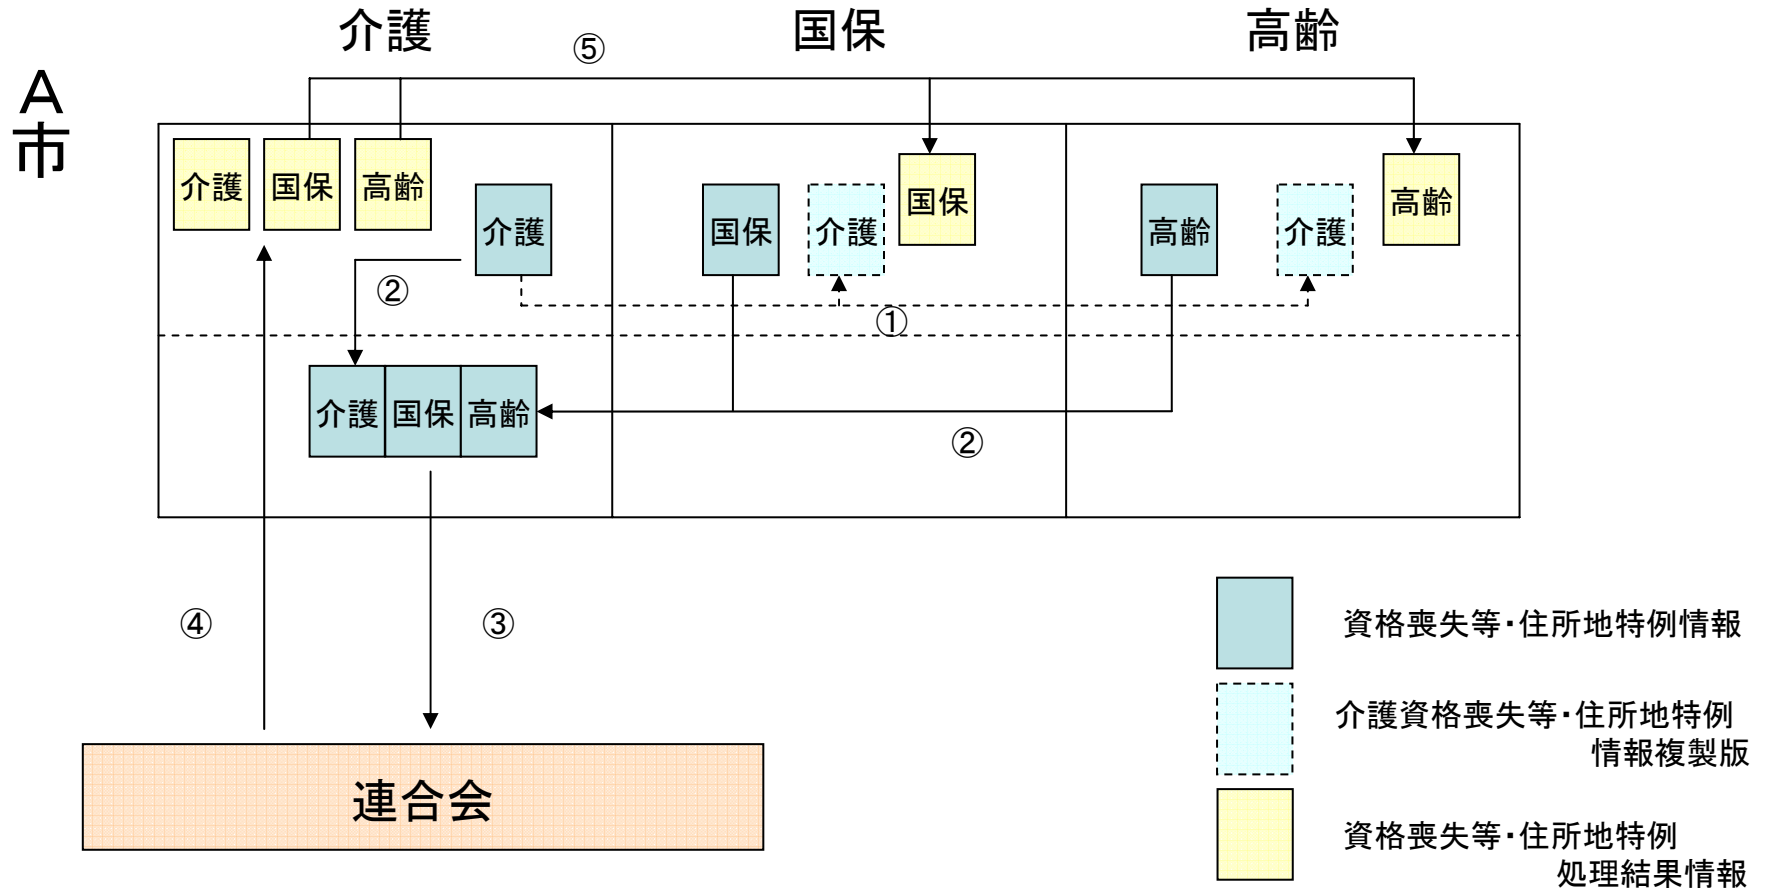 介護
国保
高齢
⑤
A
市
介護
国保
高齢
介護
国保
介護
国保
高齢
介護
高齢
②
①
介護
国保
高齢
②
④
③
連合会
資格喪失等・住所地特例情報
介護資格喪失等・住所地特例
情報複製版
資格喪失等・住所地特例
処理結果情報